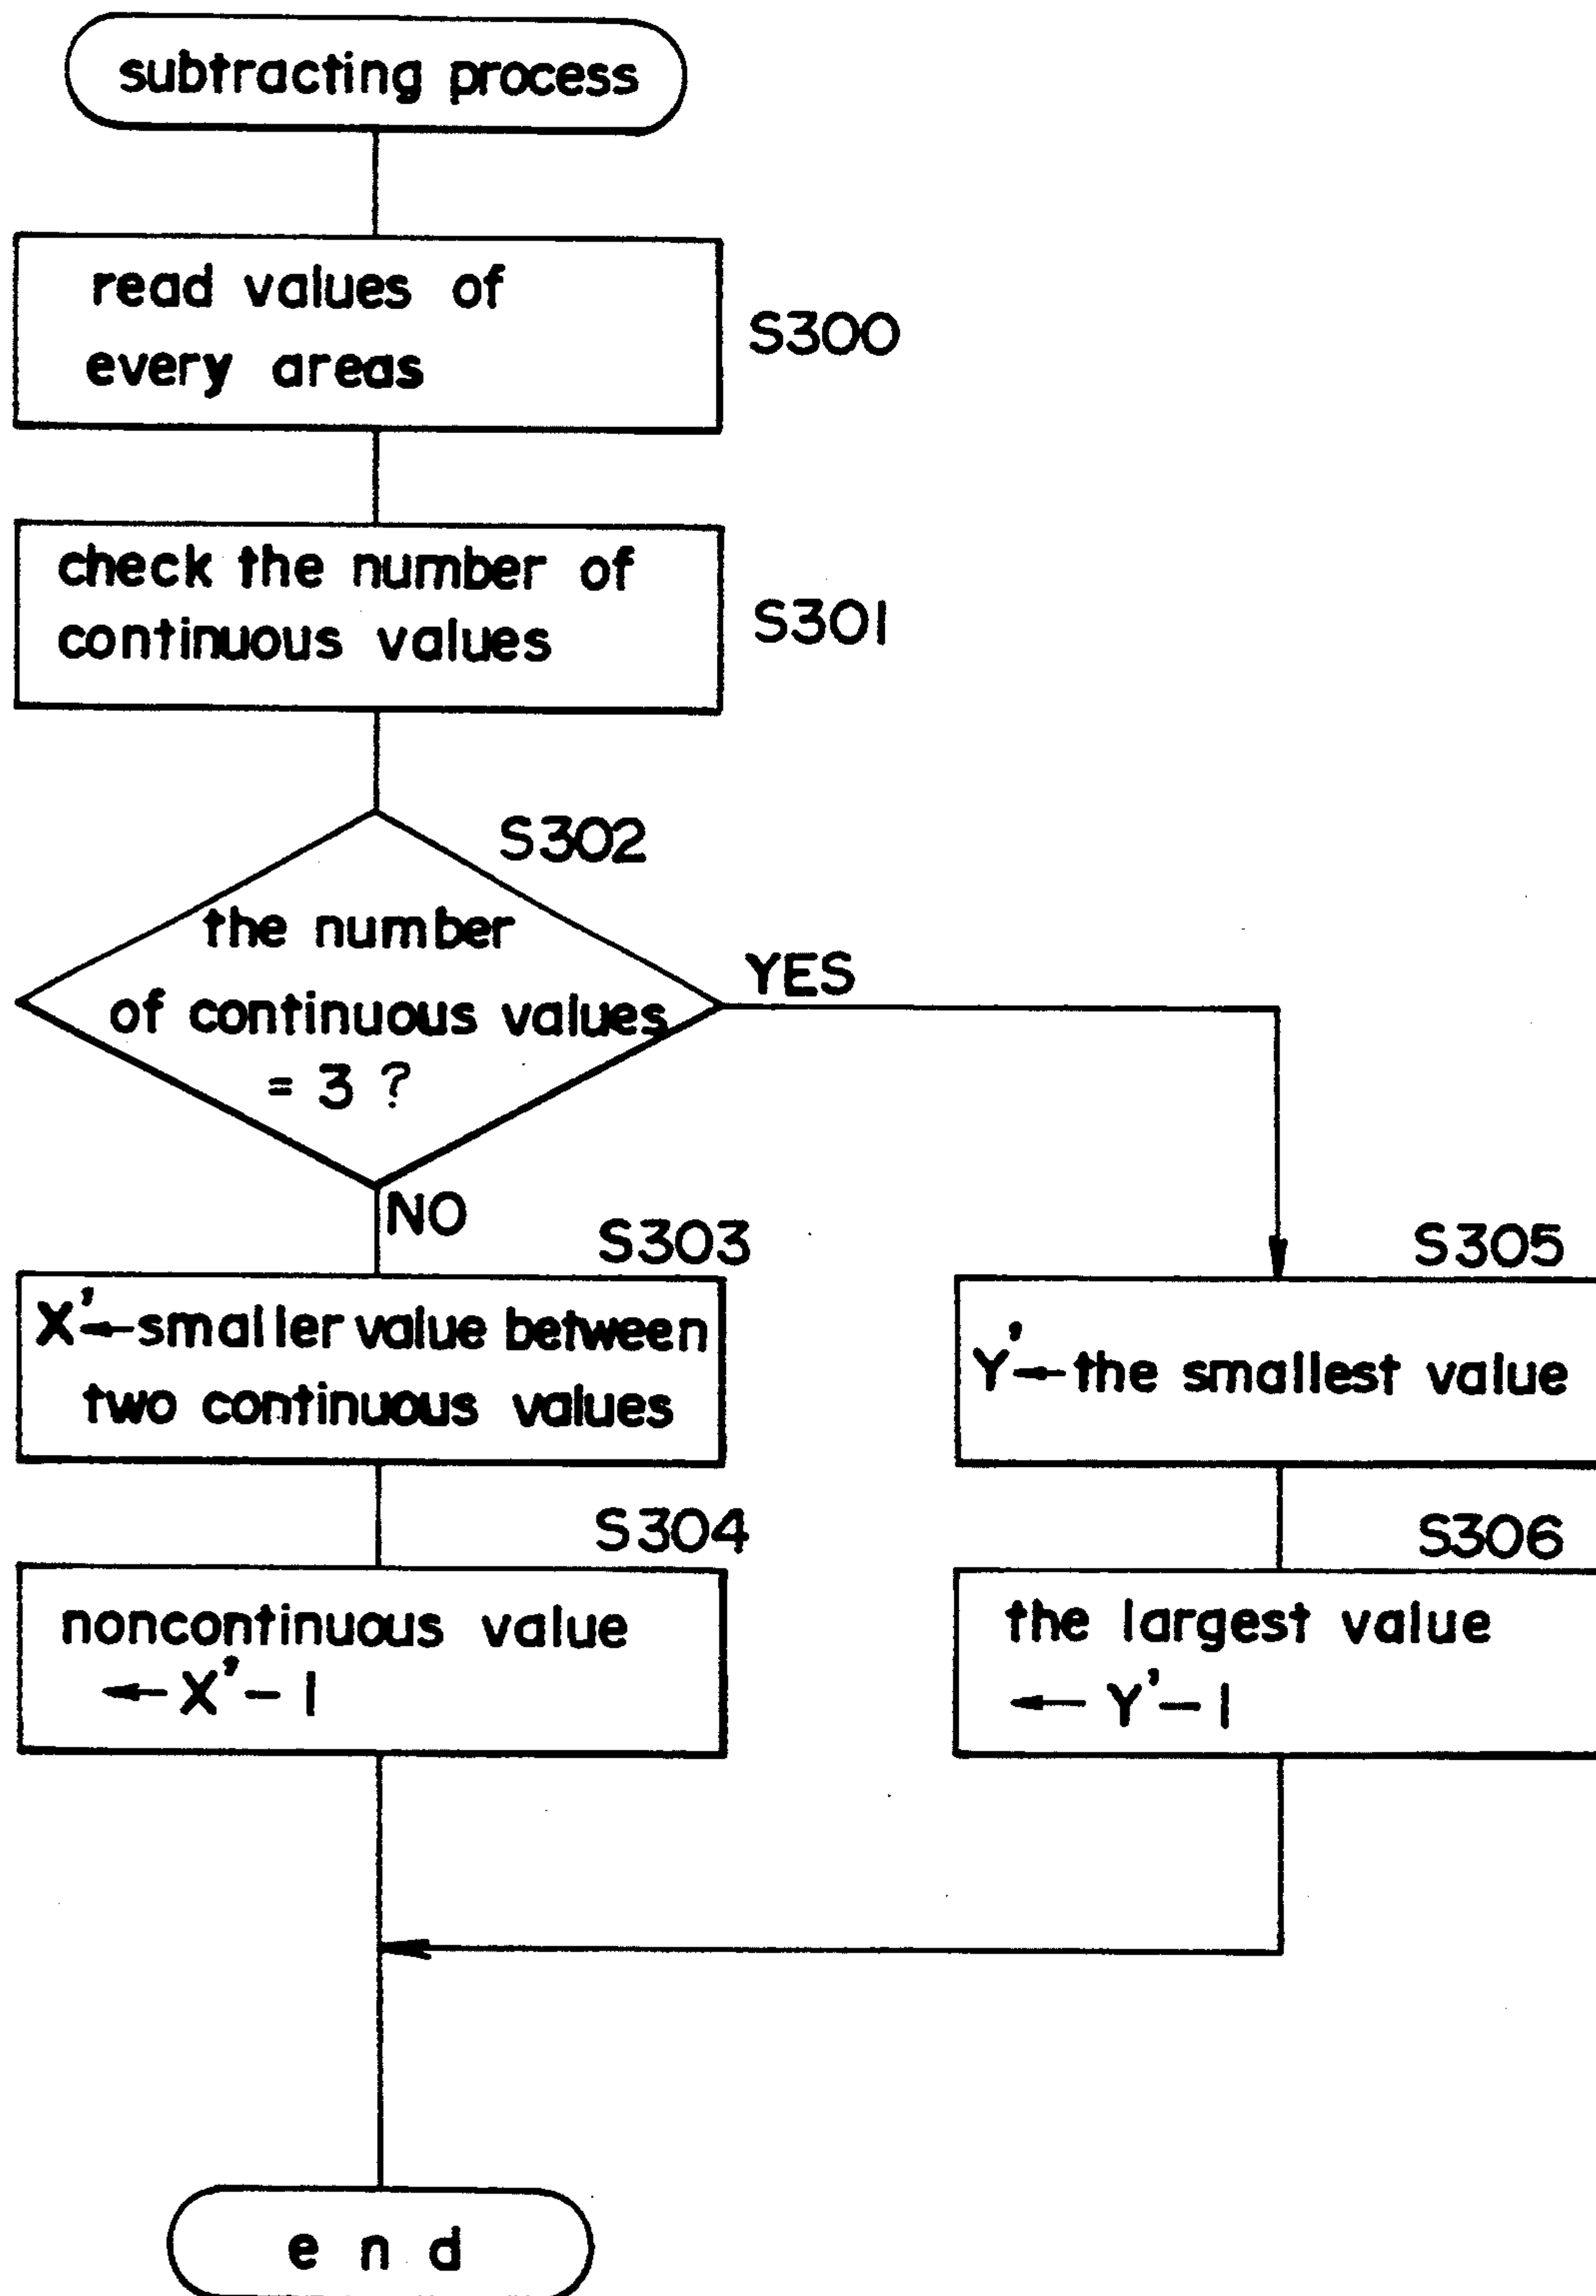 subtracting process
read values of
every areas
S300
check the number of
continuous values
S301
S302
the number
of continuous values
= 3 ?
YES
NO
S303
X'←smaller value between
two continuous values
S304
noncontinuous value
← X' - 1
S305
Y'←the smallest value
S306
the largest value
← Y' - 1
end